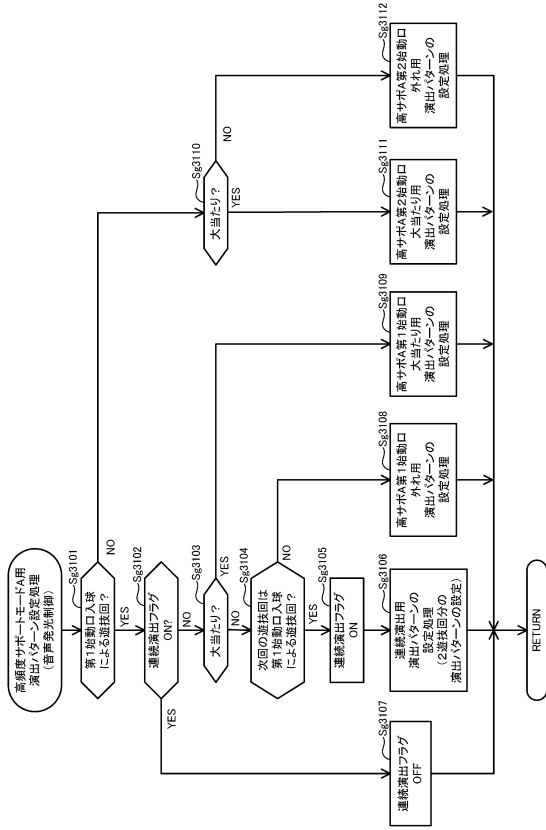 高頻度サポートモードA用
演出パターン設定処理
(音声発光制御)
Sg3101
第1始動口入球
による遊技回?
NO
YES
Sg3102
連続演出フラグ
ON?
YES
NO
Sg3103
大当たり?
YES
NO
Sg3104
次回の遊技回は
第1始動口入球
による遊技回?
NO
YES
Sg3105
連続演出フラグ
ON
Sg3106
連続演出用
演出パターンの
設定処理
(2遊技回分の
演出パターンの設定)
Sg3107
連続演出フラグ
OFF
Sg3108
高サポA第1始動口
外れ用
演出パターンの
設定処理
Sg3109
高サポA第1始動口
大当たり用
演出パターンの
設定処理
Sg3110
大当たり?
NO
YES
Sg3111
高サポA第2始動口
大当たり用
演出パターンの
設定処理
Sg3112
高サポA第2始動口
外れ用
演出パターンの
設定処理
RETURN